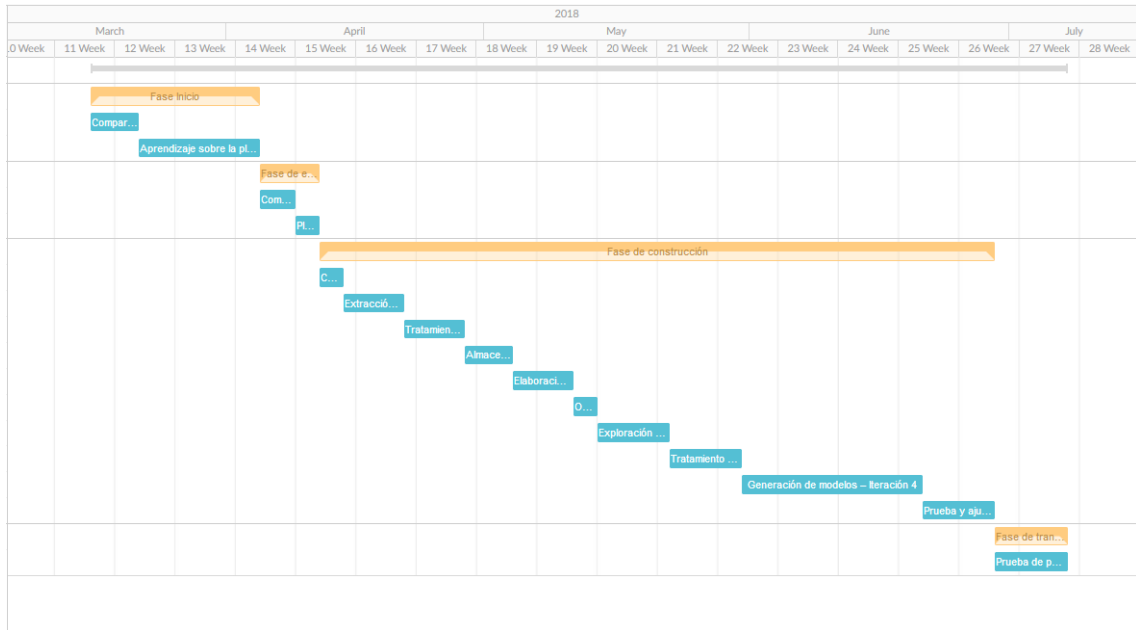 2018
March April May June July
.0 Week 11 Week 12 Week 13 Week 14 Week 15 Week 16 Week 17 Week 18 Week 19 Week 20 Week 21 Week 22 Week 23 Week 24 Week 25 Week 26 Week 27 Week 28 Week
Fase Inicio
Compar...
Aprendizaje sobre la pl...
Fase de e...
Com...
Pl...
Fase de construcción
C...
Extracció...
Tratamien...
Almace...
Elaboraci...
O...
Exploración ...
Tratamiento ...
Generación de modelos – Iteración 4
Prueba y aju...
Fase de tran...
Prueba de p...